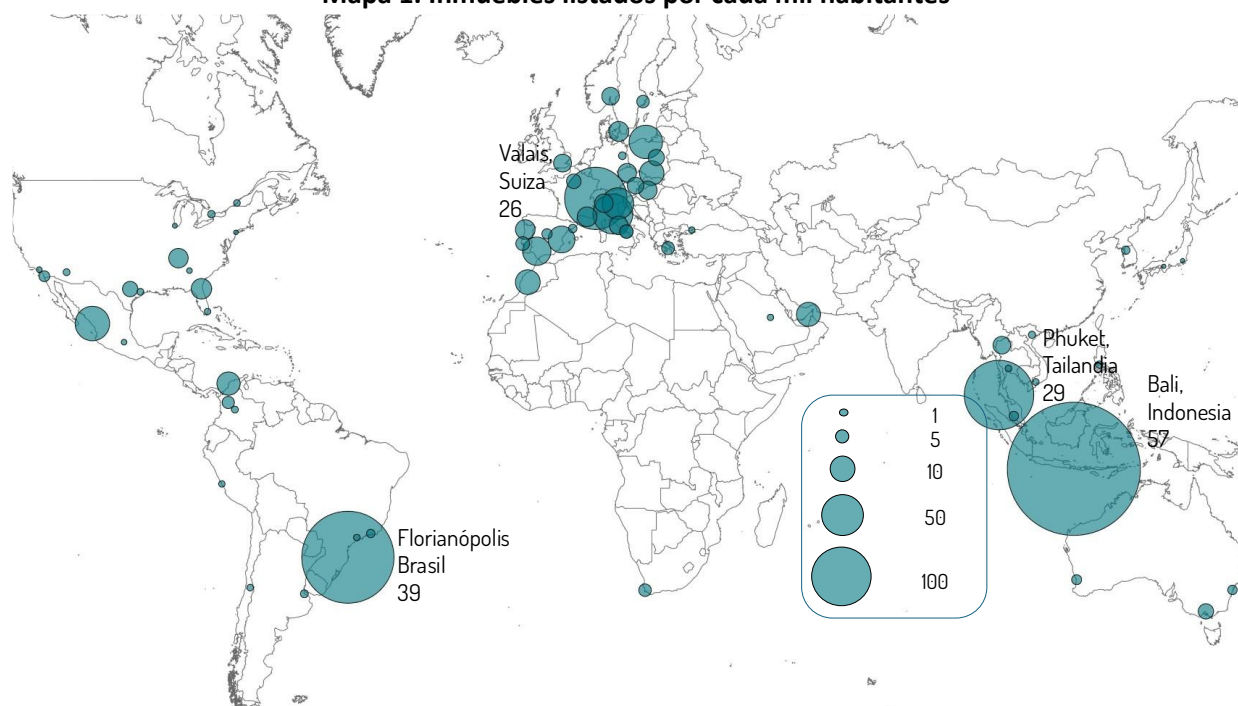 Mapa 1. Inmuebles listados por cada mil habitantes
Valais,
Suiza
26
Phuket,
Tailandia
29
Bali,
Indonesia
57
1
5
10
50
100
Florianópolis
Brasil
39